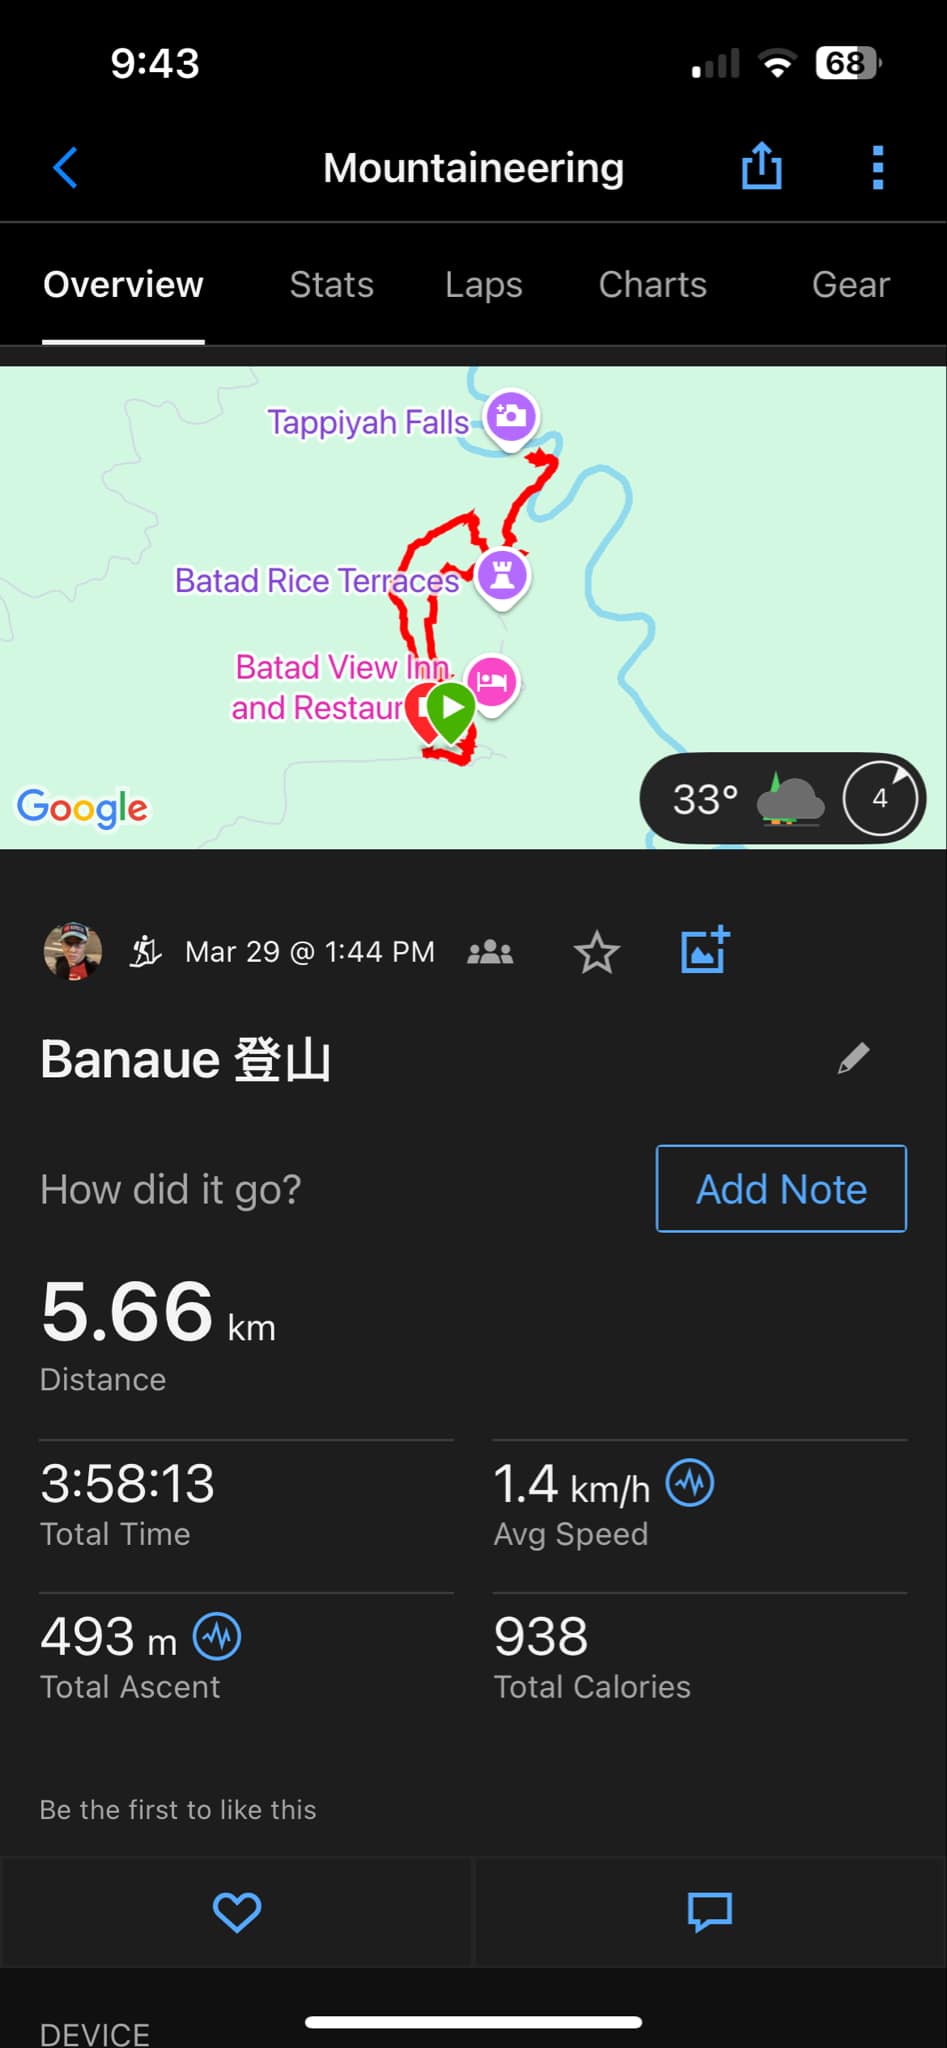 9:43
68
Mountaineering
Overview Stats Laps Charts Gear
Tappiyah Falls
Batad Rice Terraces
Batad View Inn
and Restaur
Google
33° 4
Mar 29 @ 1:44 PM
Banaue 登山
How did it go?
Add Note
5.66 km
Distance
3:58:13
Total Time
1.4 km/h
Avg Speed
493 m
Total Ascent
938
Total Calories
Be the first to like this
DEVICE